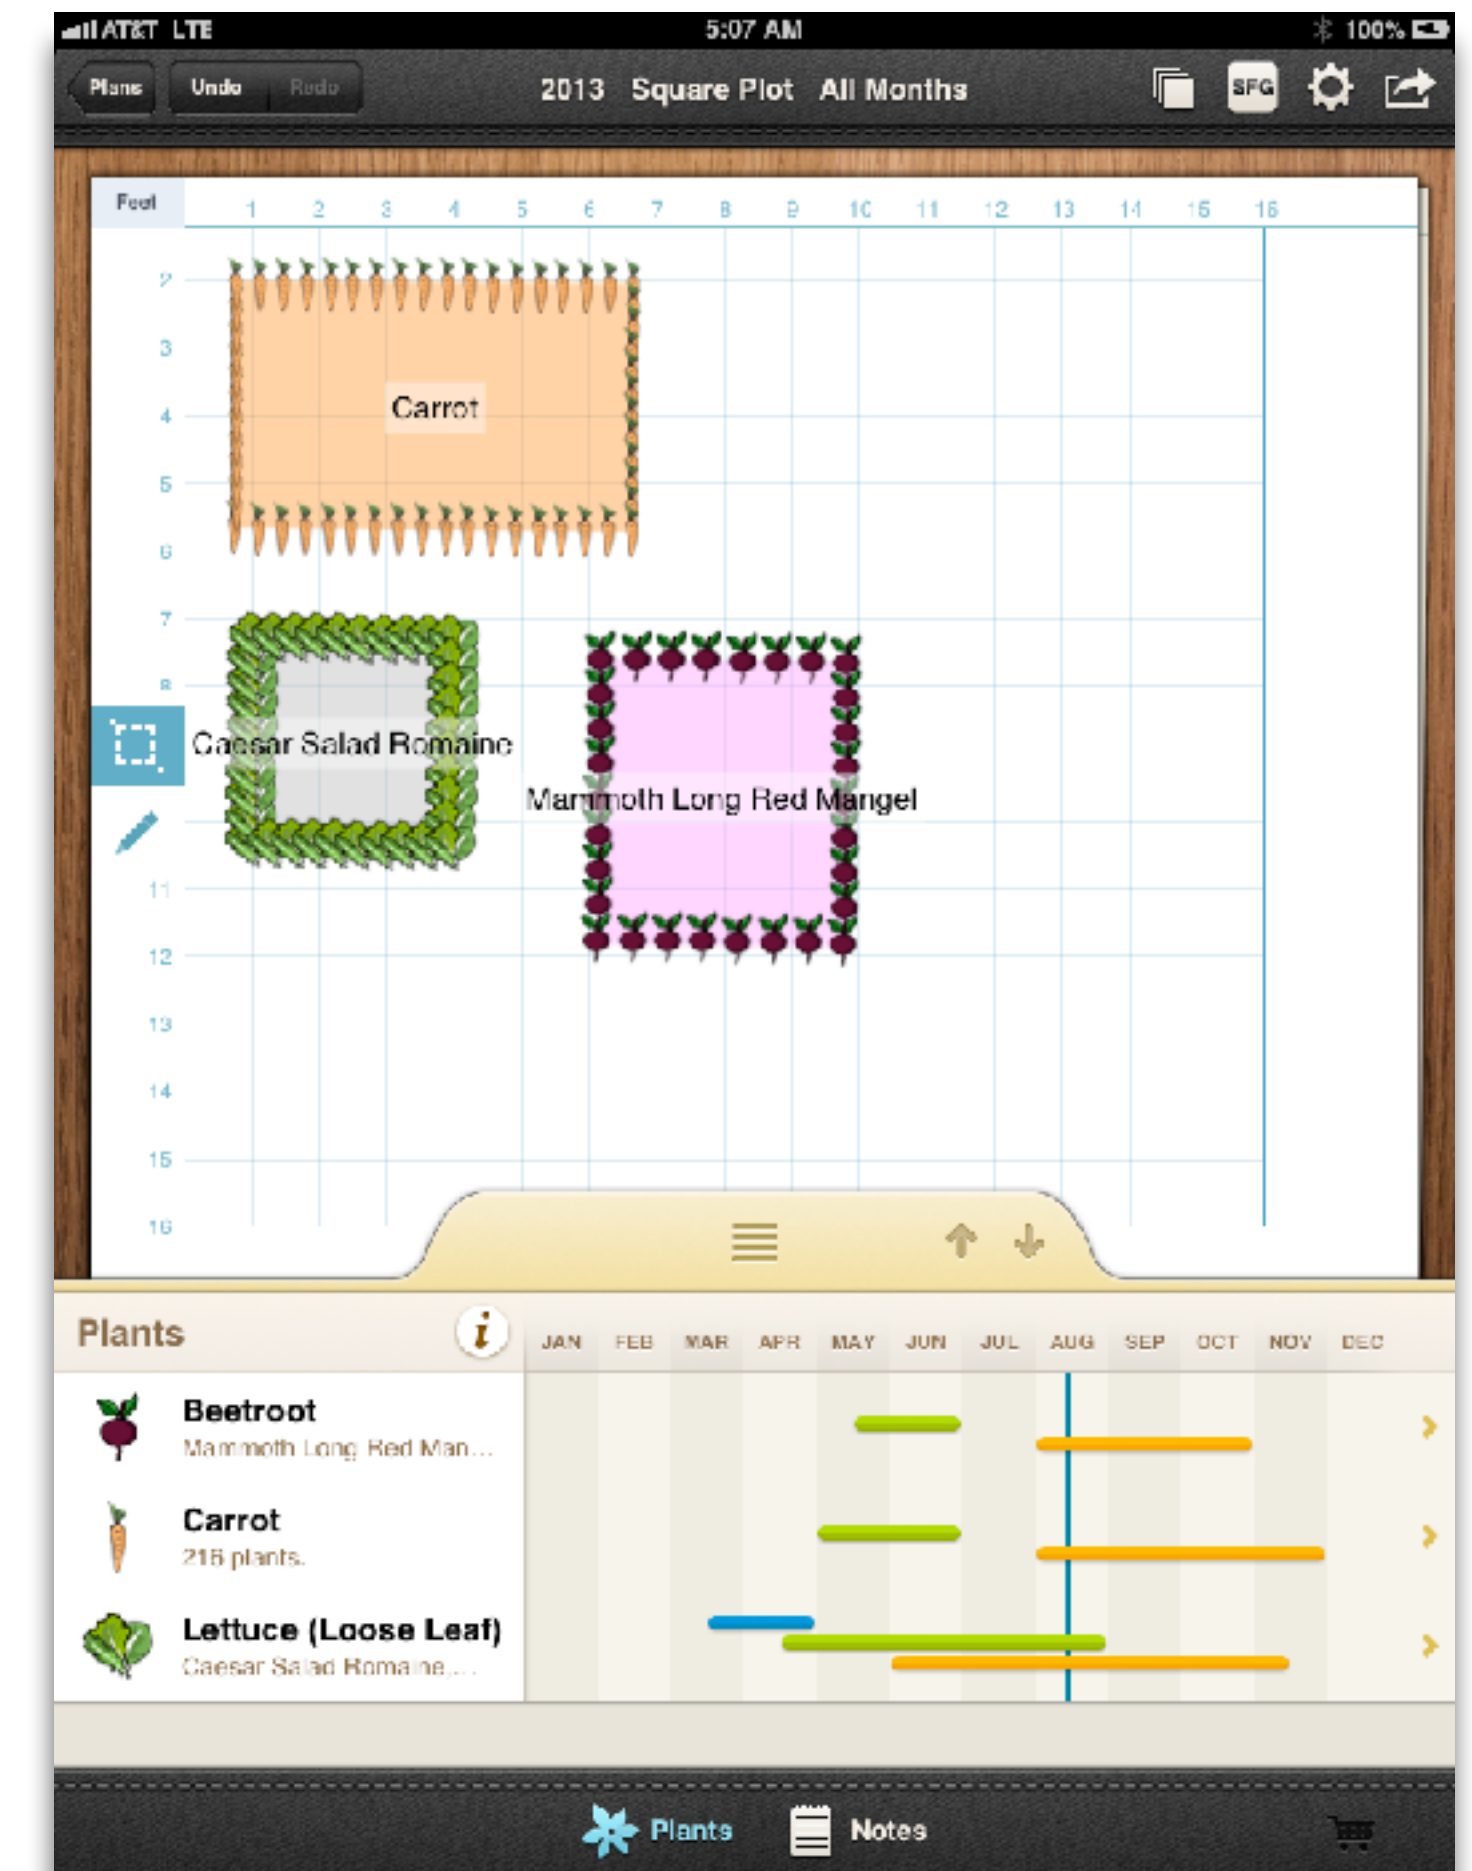 AT&T LTE 5:07 AM 100%
Plans Undo Redo 2013 Square Plot All Months SFG
Feet 1 2 3 4 5 6 7 8 9 10 11 12 13 14 15 16
2
3
Carrot
4
5
6
7
8
Caesar Salad Romaine
Mammoth Long Red Mangel
11
12
13
14
15
16
Plants i JAN FEB MAR APR MAY JUN JUL AUG SEP OCT NOV DEC
Beetroot
Mammoth Long Red Man...
Carrot
216 plants.
Lettuce (Loose Leaf)
Caesar Salad Romaine,...
Plants Notes